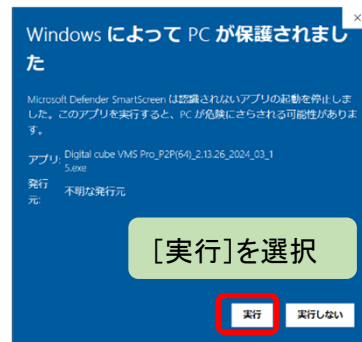 Windows によって PC が保護されまし
た
Microsoft Defender SmartScreen は認識されないアプリの起動を停止しま
した。このアプリを実行すると、PC が危険にさらされる可能性がありま
す。
アプリ: Digital cube VMS Pro_P2P(64)_2.13.26_2024_03_1
5.exe
発行
元: 不明な発行元
[実行]を選択
実行 実行しない